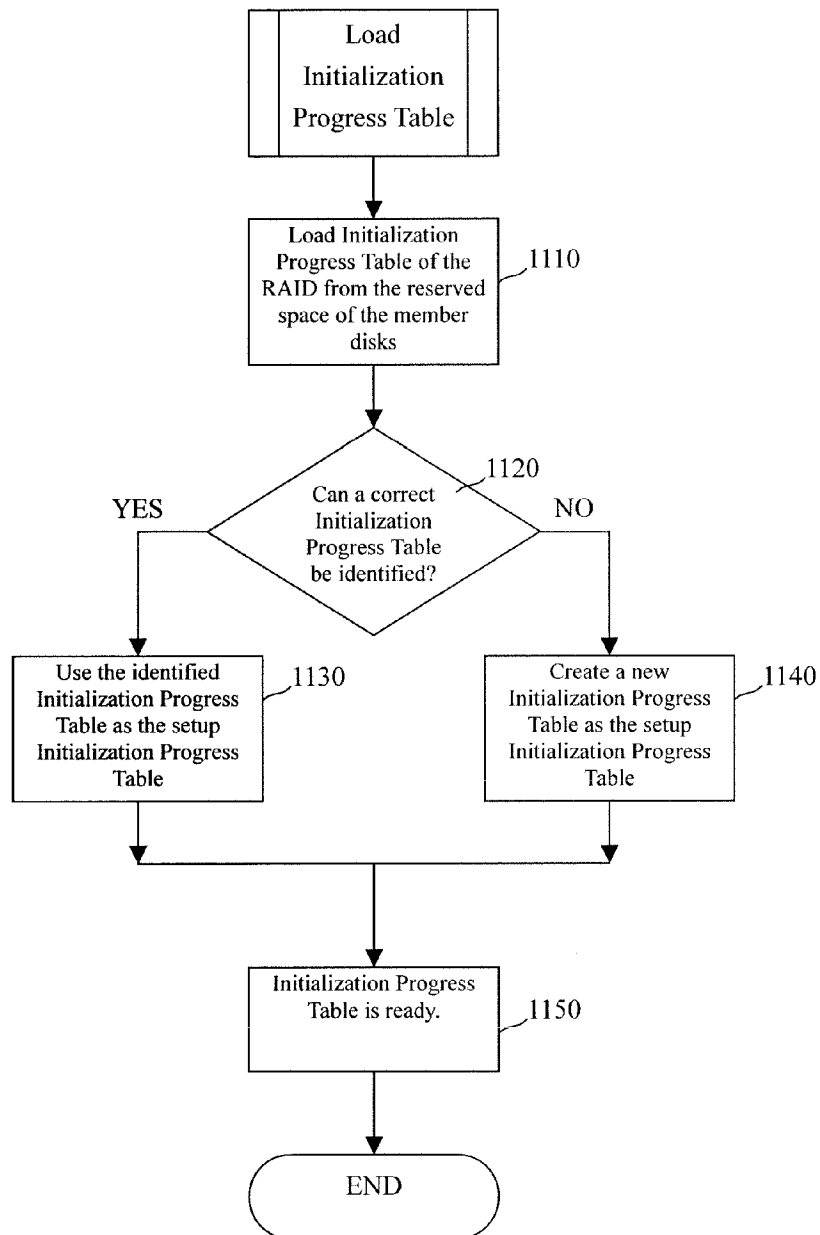 Load
Initialization
Progress Table
Load Initialization
Progress Table of the
RAID from the reserved
space of the member
disks
1110
1120
Can a correct
Initialization
Progress Table
be identified?
YES
NO
Use the identified
Initialization Progress
Table as the setup
Initialization Progress
Table
1130
Create a new
Initialization Progress
Table as the setup
Initialization Progress
Table
1140
Initialization Progress
Table is ready.
1150
END